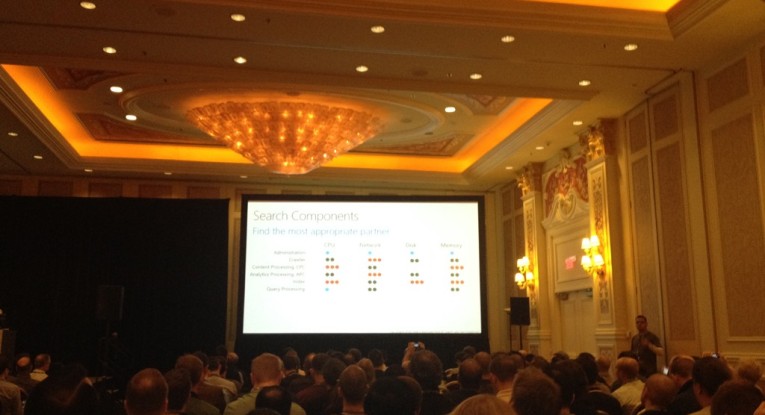 Search Components
Find the most appropriate partner
CPU Network Disk Memory
Administration
Crawler
Content Processing, CPC
Analytics Processing, APC
Index
Query Processing